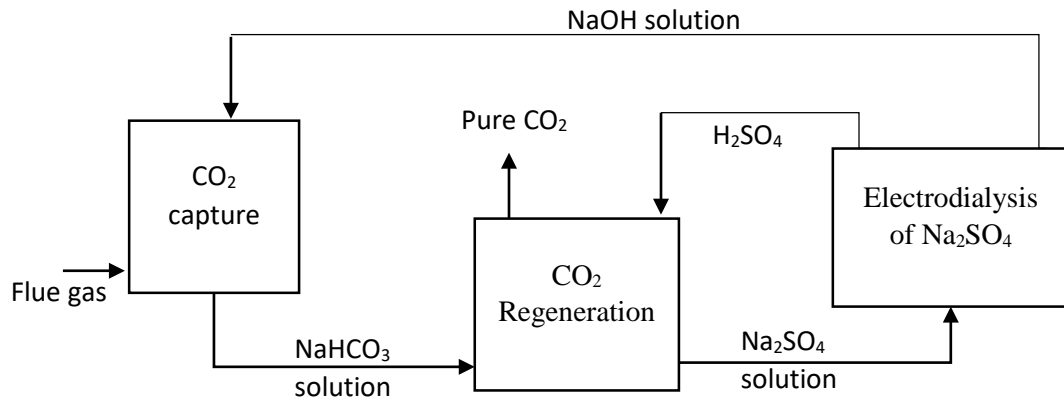 NaOH solution
Pure CO₂
H₂SO₄
CO₂
capture
Electrodialysis
of Na₂SO₄
Flue gas
CO₂
Regeneration
NaHCO₃
solution
Na₂SO₄
solution